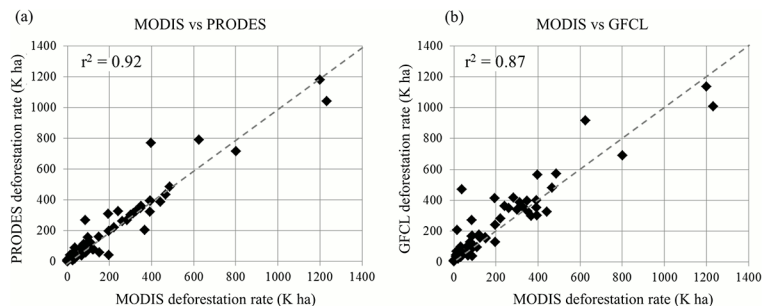 (a)
MODIS vs PRODES
r² = 0.92
PRODES deforestation rate (K ha)
1400
1200
1000
800
600
400
200
0
0 200 400 600 800 1000 1200 1400
MODIS deforestation rate (K ha)
(b)
MODIS vs GFCL
r² = 0.87
GFCL deforestation rate (K ha)
1400
1200
1000
800
600
400
200
0
0 200 400 600 800 1000 1200 1400
MODIS deforestation rate (K ha)